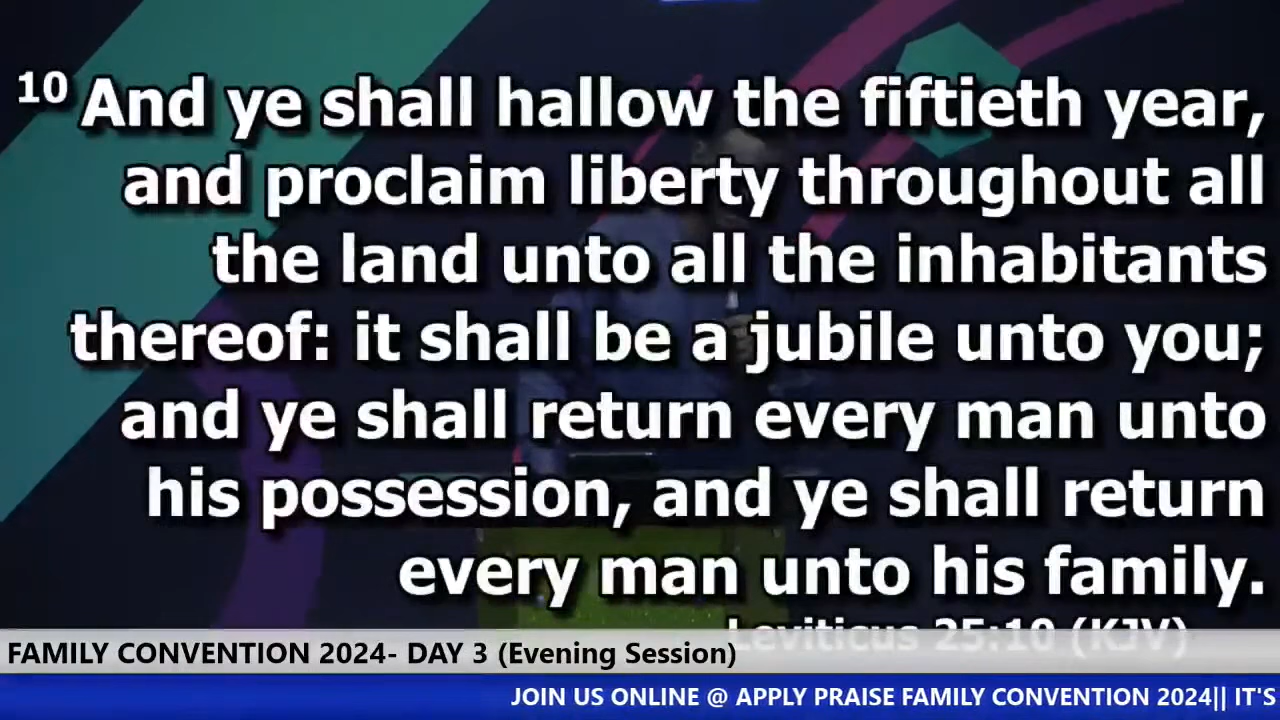 10 And ye shall hallow the fiftieth year,
and proclaim liberty throughout all
the land unto all the inhabitants
thereof: it shall be a jubile unto you;
and ye shall return every man unto
his possession, and ye shall return
every man unto his family.
Leviticus 25:10 (KJV)
FAMILY CONVENTION 2024- DAY 3 (Evening Session)
JOIN US ONLINE @ APPLY PRAISE FAMILY CONVENTION 2024|| IT'S